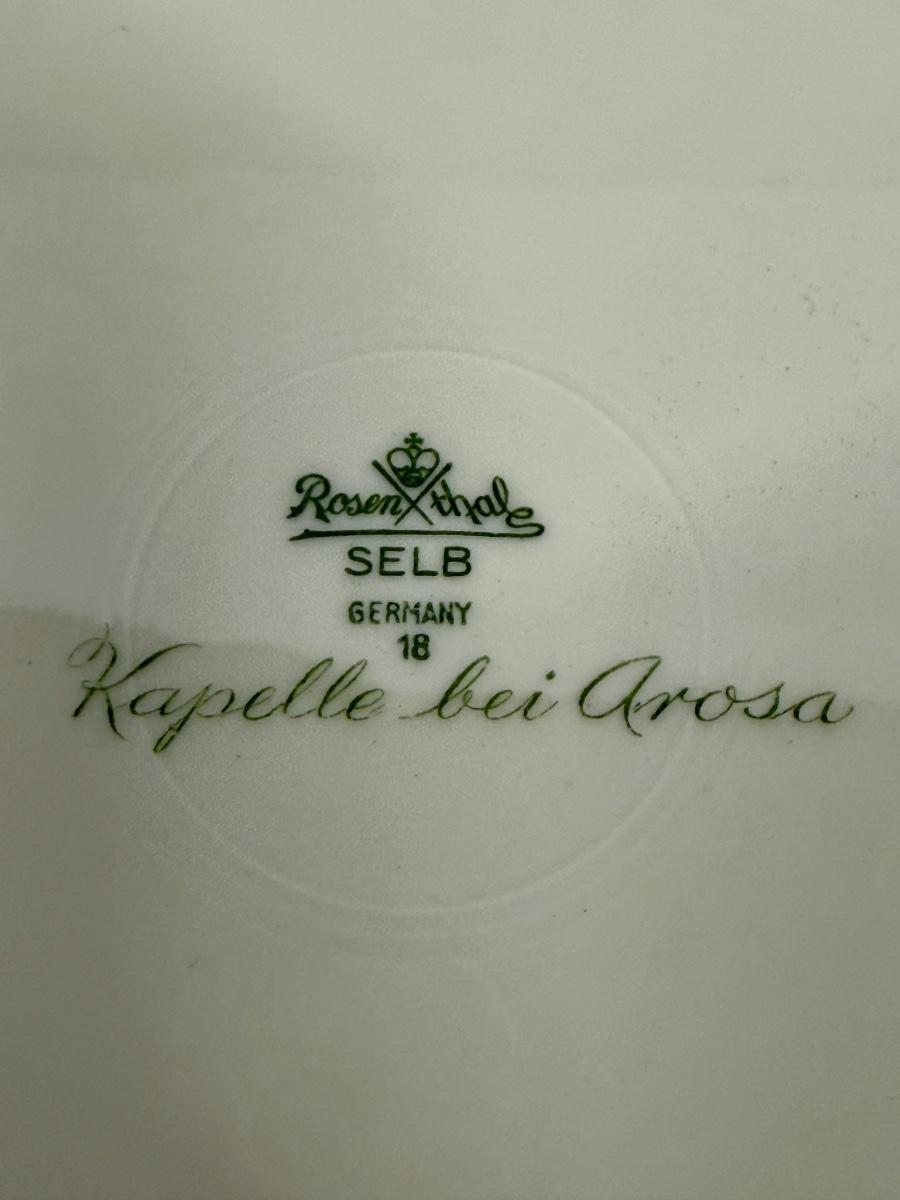 Rosenthal
SELB
GERMANY
18
Kapelle bei Arosa